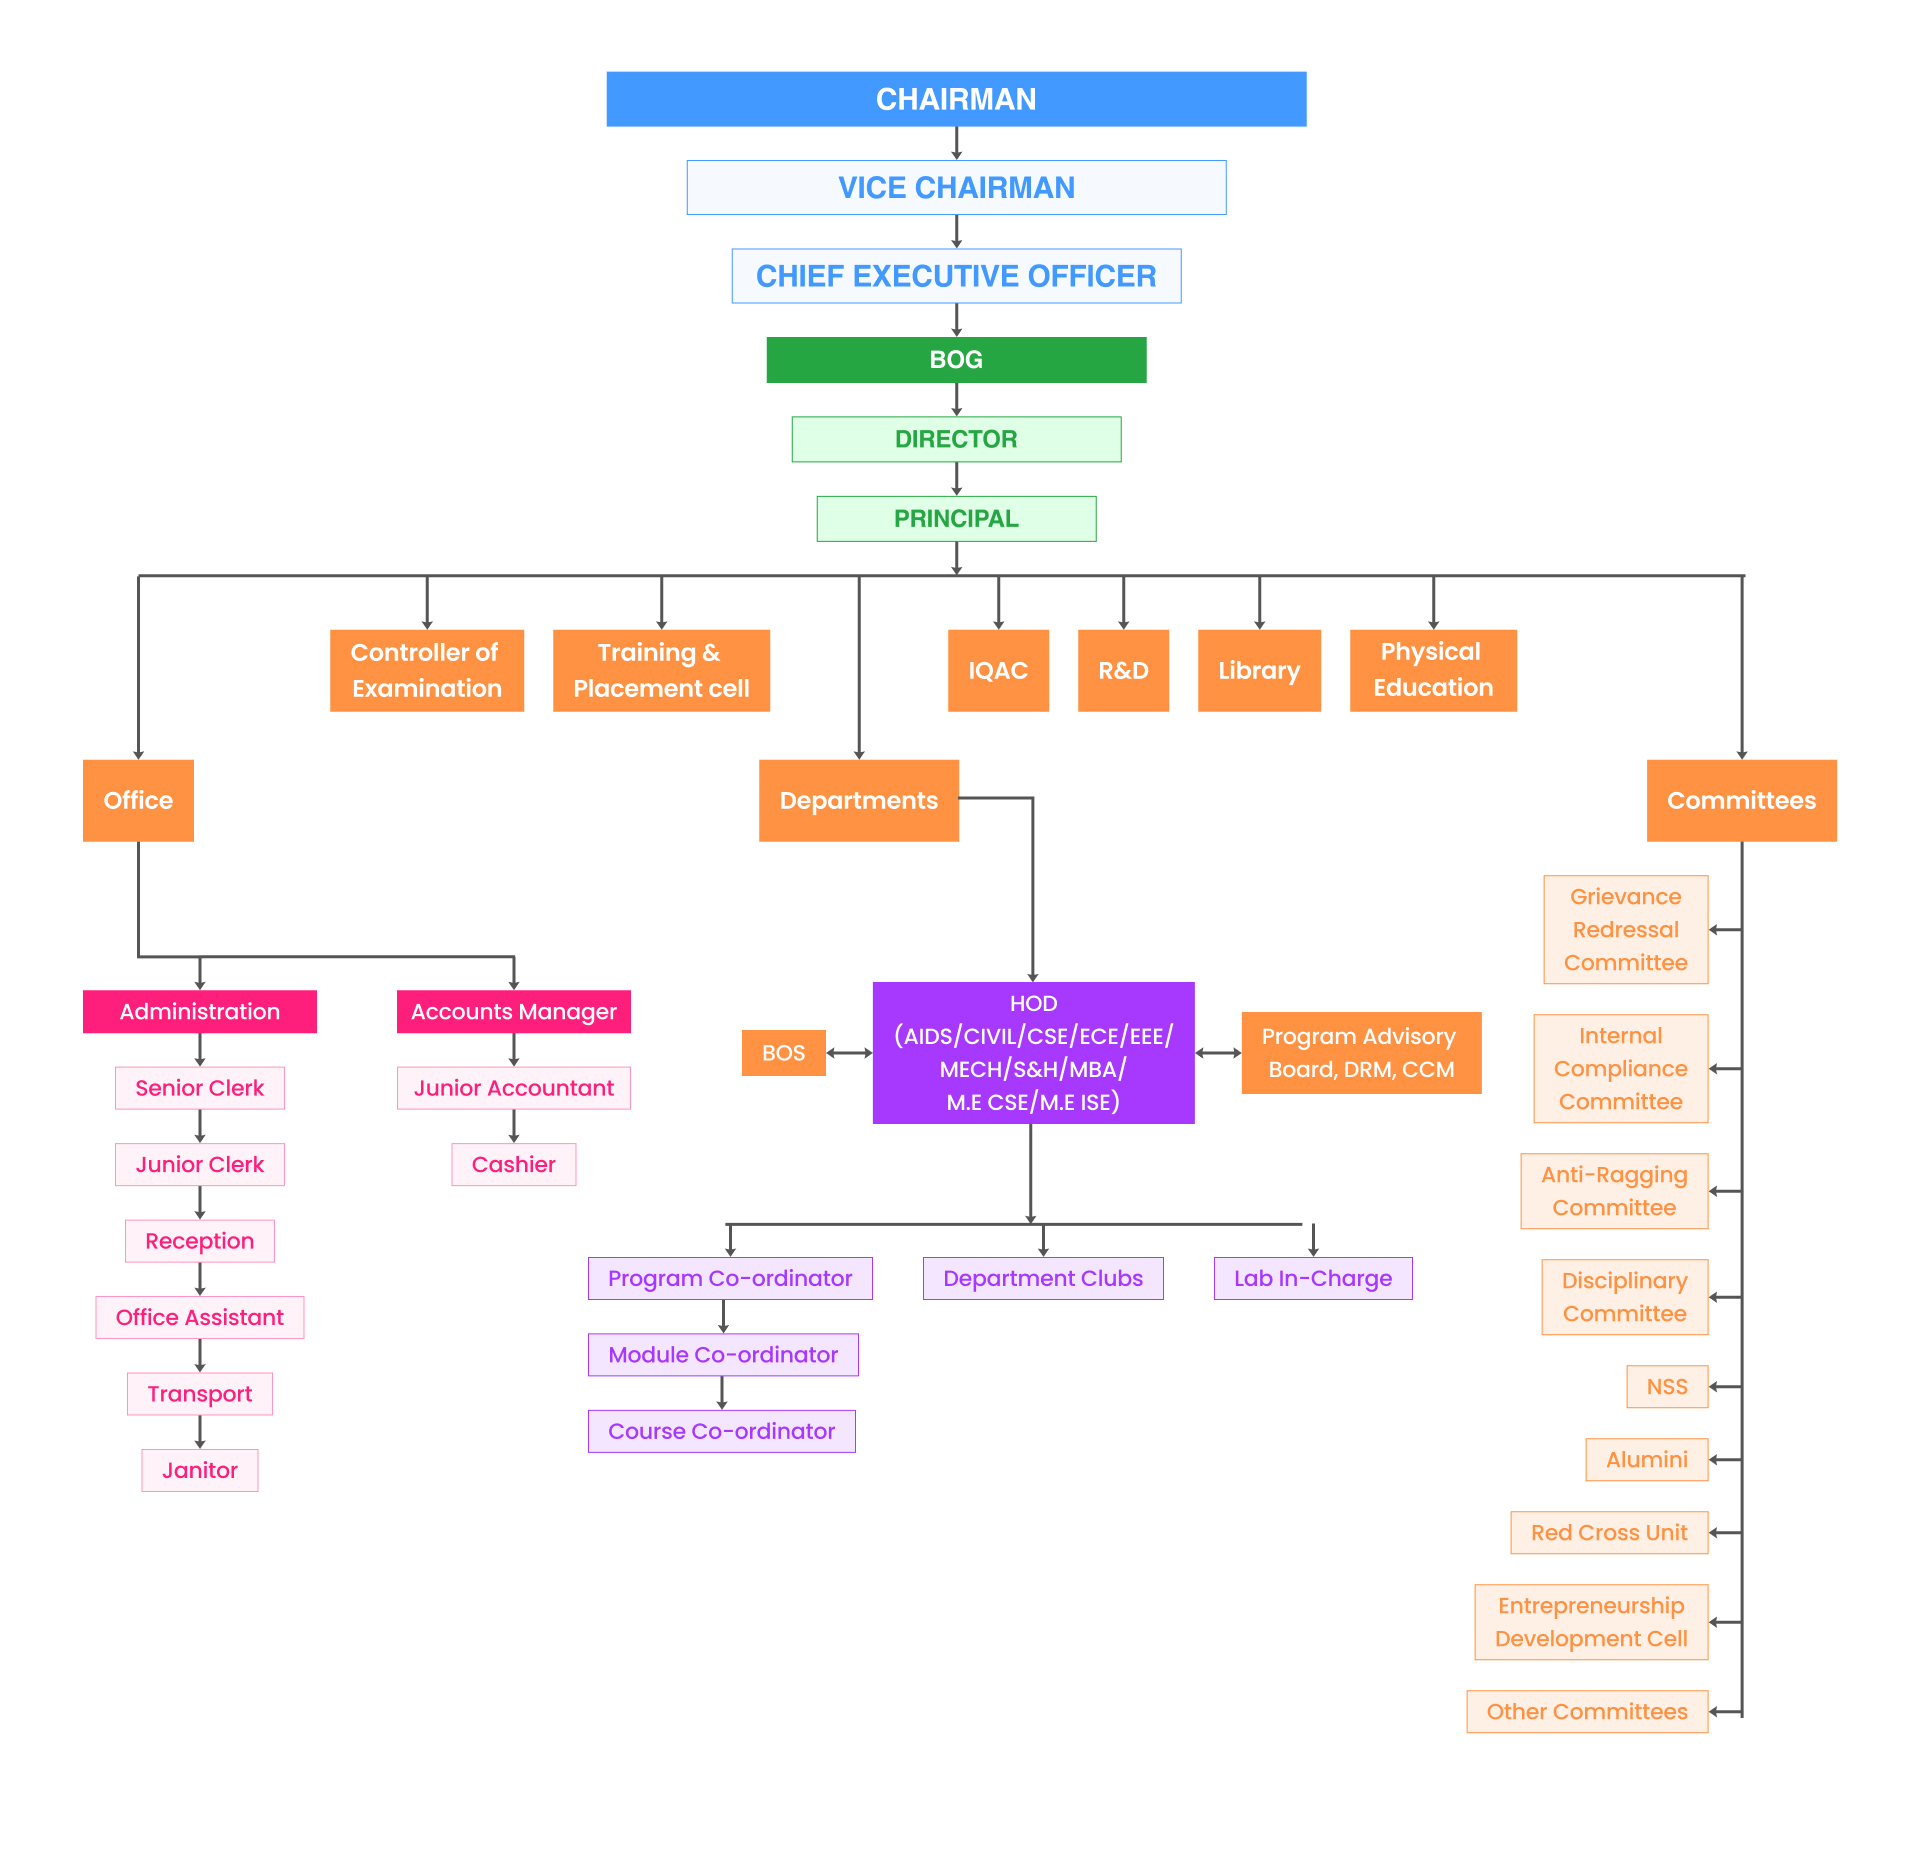 CHAIRMAN
VICE CHAIRMAN
CHIEF EXECUTIVE OFFICER
BOG
DIRECTOR
PRINCIPAL
Controller of
Examination
Training &
Placement cell
IQAC
R&D
Library
Physical
Education
Office
Departments
Committees
Administration
Senior Clerk
Junior Clerk
Reception
Office Assistant
Transport
Janitor
Accounts Manager
Junior Accountant
Cashier
BOS
HOD
(AIDS/CIVIL/CSE/ECE/EEE/
MECH/S&H/MBA/
M.E CSE/M.E ISE)
Program Advisory
Board, DRM, CCM
Program Co-ordinator
Module Co-ordinator
Course Co-ordinator
Department Clubs
Lab In-Charge
Grievance
Redressal
Committee
Internal
Compliance
Committee
Anti-Ragging
Committee
Disciplinary
Committee
NSS
Alumini
Red Cross Unit
Entrepreneurship
Development Cell
Other Committees